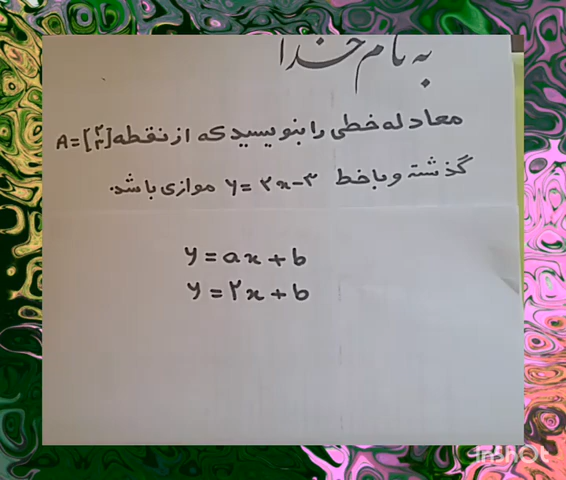 به نام خدا
معادله خطی را بنویسید که از نقطه A=[۲ ۳]
گذشته و با خط y= ۲x-۳ موازی باشد.
y=ax+b
y=۲x+b
InShOt